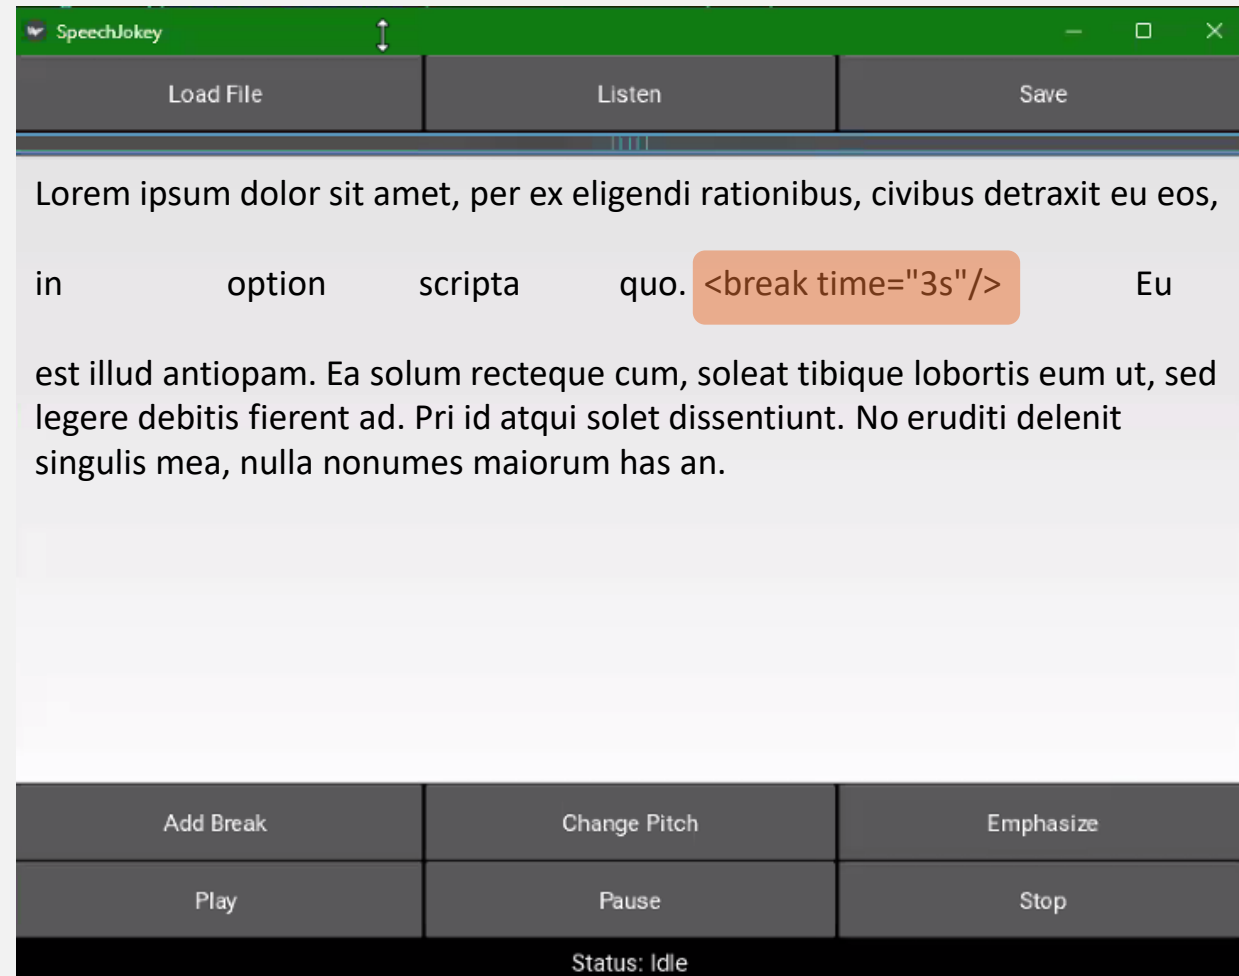 SpeechJokey
Load File Listen Save
Lorem ipsum dolor sit amet, per ex eligendi rationibus, civibus detraxit eu eos,
in option scripta quo. <break time="3s"/> Eu
est illud antiopam. Ea solum recteque cum, soleat tibique lobortis eum ut, sed
legere debitis fierent ad. Pri id atqui solet dissentiunt. No eruditi delenit
singulis mea, nulla nonumes maiorum has an.
Add Break Change Pitch Emphasize
Play Pause Stop
Status: Idle